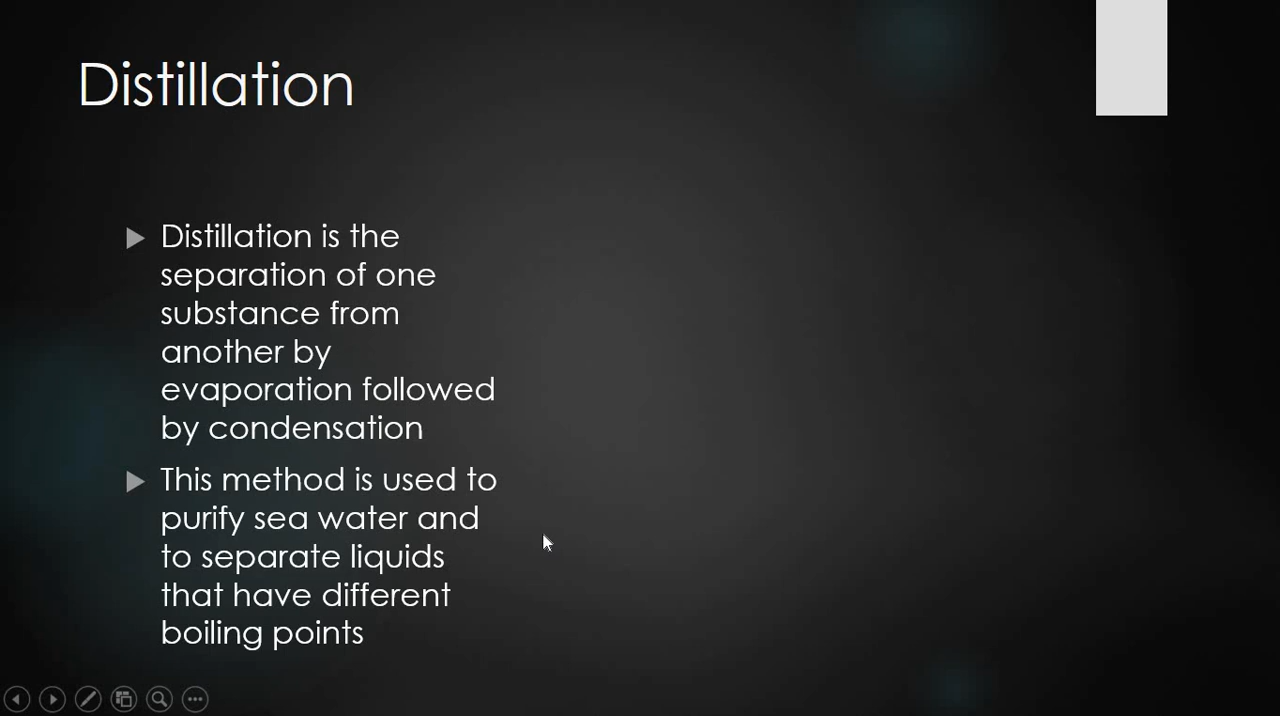 Distillation
Distillation is the
separation of one
substance from
another by
evaporation followed
by condensation
This method is used to
purify sea water and
to separate liquids
that have different
boiling points